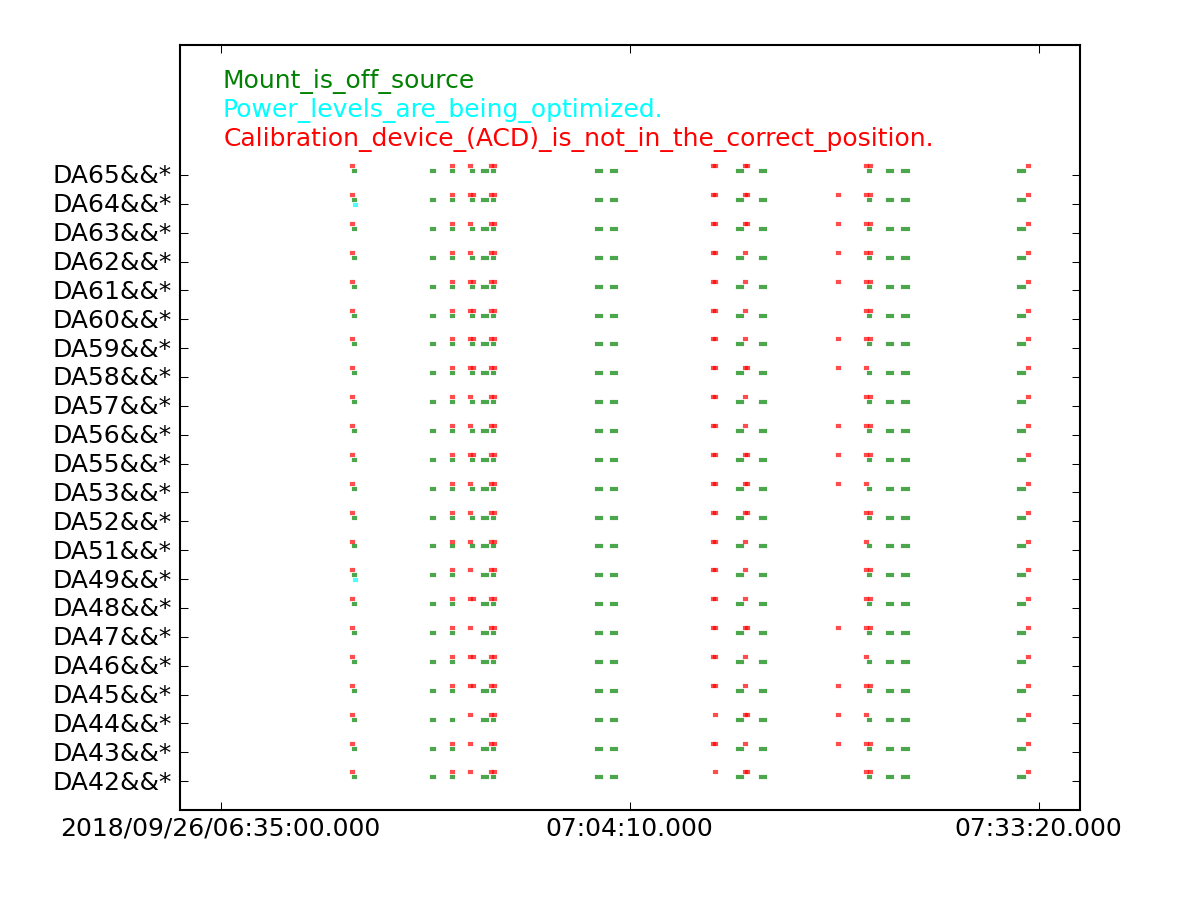 Mount_is_off_source
Power_levels_are_being_optimized.
Calibration_device_(ACD)_is_not_in_the_correct_position.
DA65&&*
DA64&&*
DA63&&*
DA62&&*
DA61&&*
DA60&&*
DA59&&*
DA58&&*
DA57&&*
DA56&&*
DA55&&*
DA53&&*
DA52&&*
DA51&&*
DA49&&*
DA48&&*
DA47&&*
DA46&&*
DA45&&*
DA44&&*
DA43&&*
DA42&&*
2018/09/26/06:35:00.000 07:04:10.000 07:33:20.000